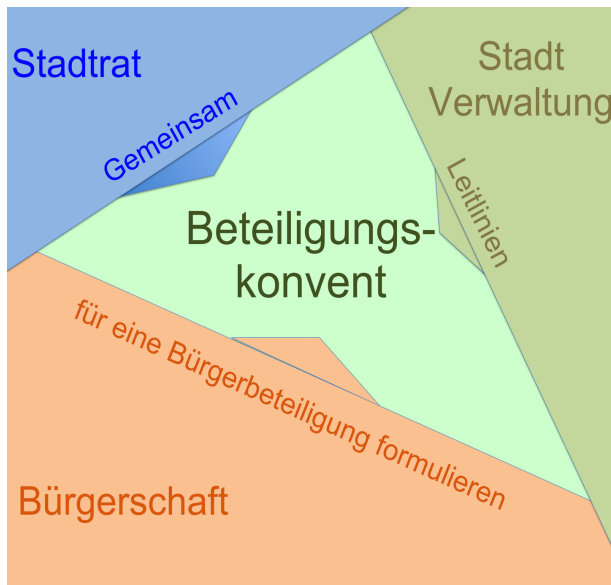 Stadtrat
Stadt
Verwaltung
Gemeinsam
Leitlinien
Beteiligungs-
konvent
für eine Bürgerbeteiligung formulieren
Bürgerschaft